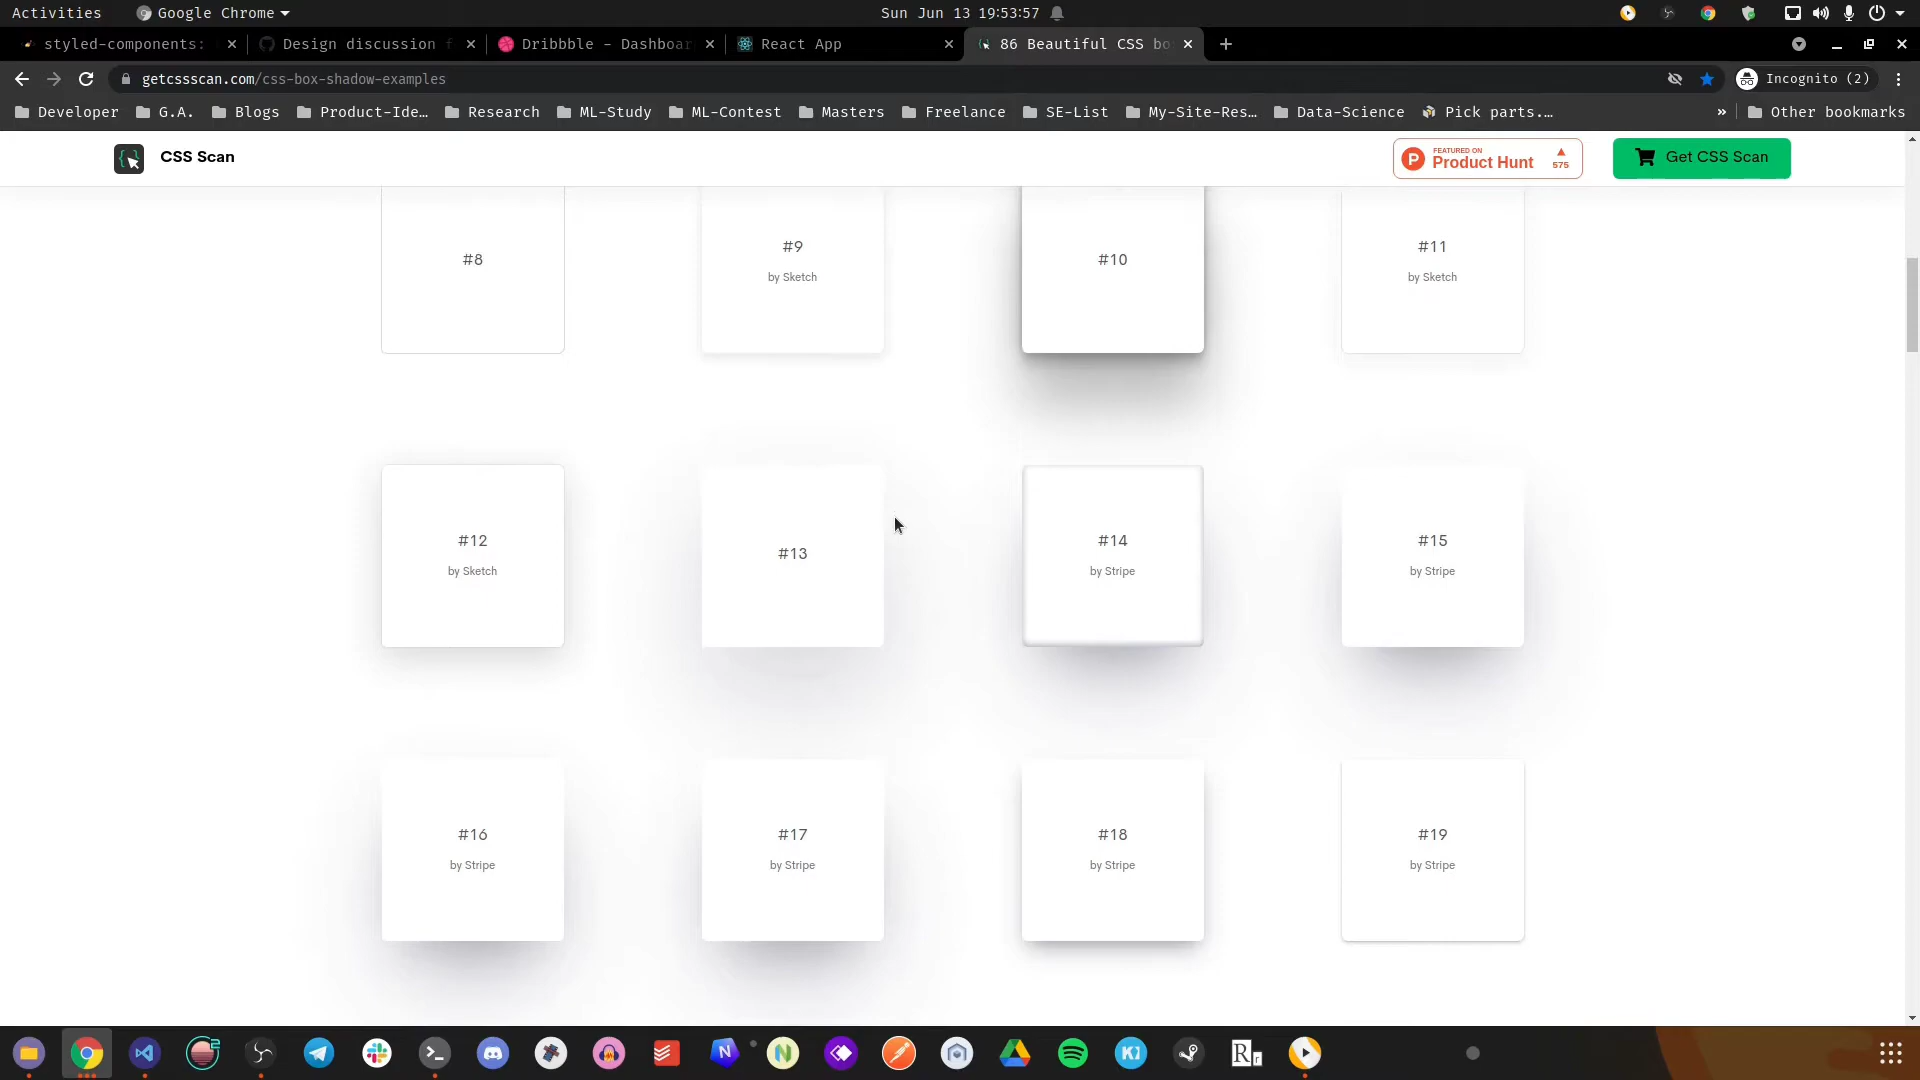 Activities Google Chrome Sun Jun 13 19:53:57
styled-components: Design discussion f Dribbble - Dashboar React App 86 Beautiful CSS bo
getcssscan.com/css-box-shadow-examples Incognito (2)
Developer G.A. Blogs Product-Ide... Research ML-Study ML-Contest Masters Freelance SE-List My-Site-Res... Data-Science Pick parts.... » Other bookmarks
CSS Scan FEATURED ON Product Hunt 575 Get CSS Scan
#8 #9 #10 #11
by Sketch by Sketch
#12 #13 #14 #15
by Sketch by Stripe by Stripe
#16 #17 #18 #19
by Stripe by Stripe by Stripe by Stripe